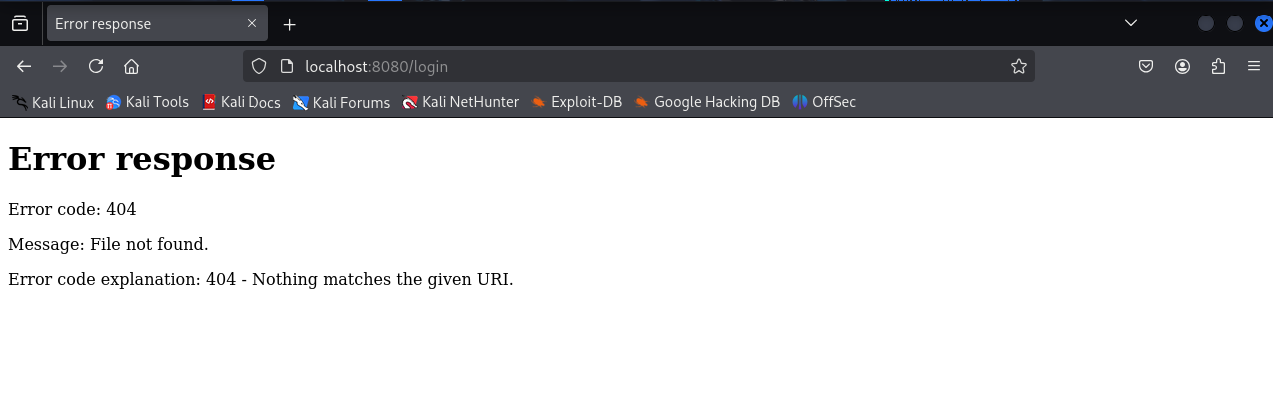 Error response
localhost:8080/login
Kali Linux Kali Tools Kali Docs Kali Forums Kali NetHunter Exploit-DB Google Hacking DB OffSec
Error response
Error code: 404
Message: File not found.
Error code explanation: 404 - Nothing matches the given URI.